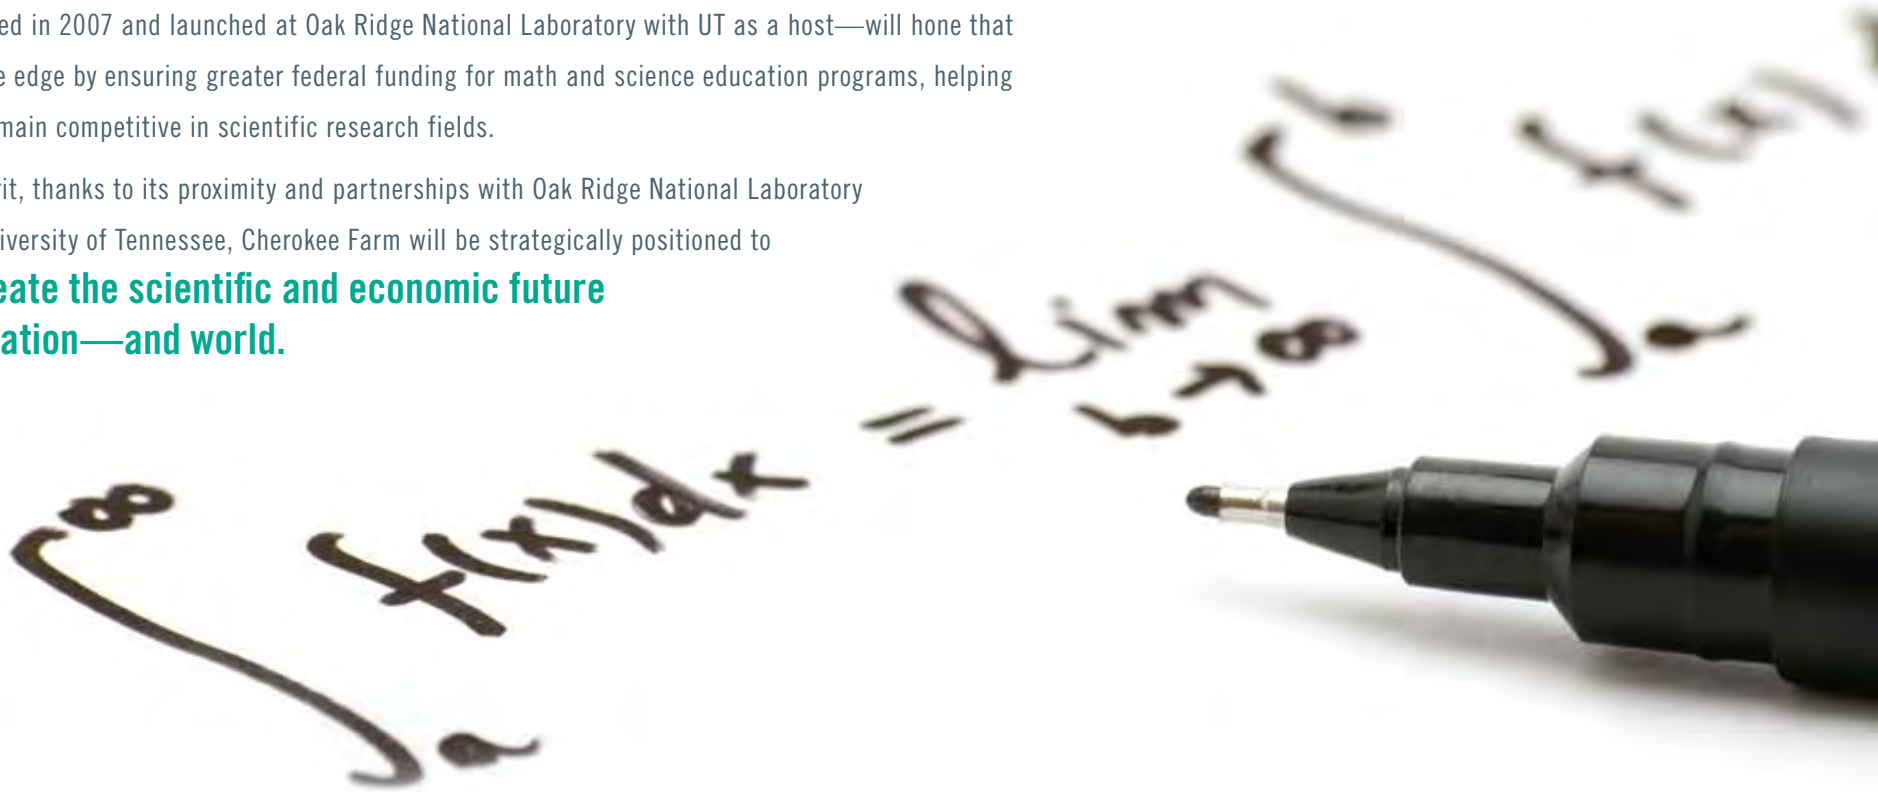 ed in 2007 and launched at Oak Ridge National Laboratory with UT as a host—will hone that
e edge by ensuring greater federal funding for math and science education programs, helping
main competitive in scientific research fields.
rit, thanks to its proximity and partnerships with Oak Ridge National Laboratory
iversity of Tennessee, Cherokee Farm will be strategically positioned to
eate the scientific and economic future
ation—and world.
∫ₐ^∞ f(x)dx = lim b→∞ ∫ₐ^b f(x)